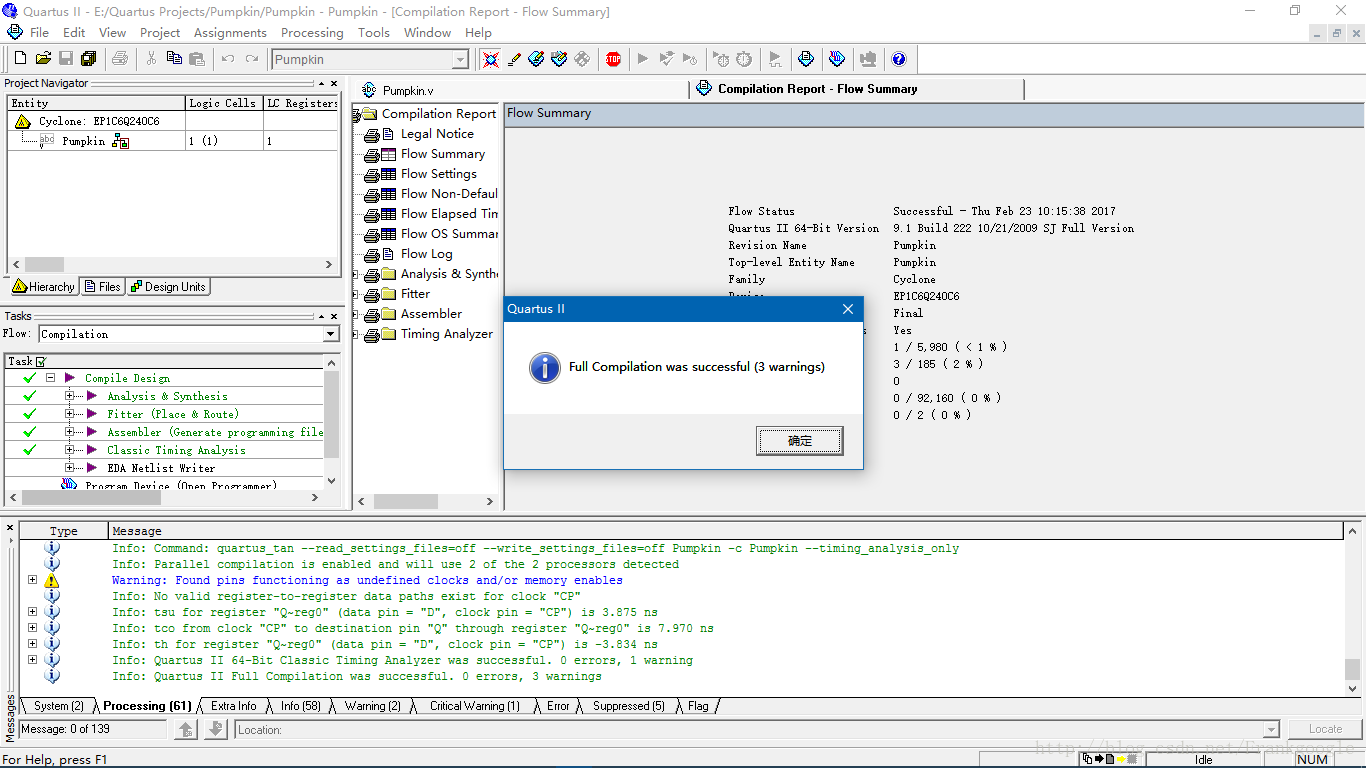 Quartus II - E:/Quartus Projects/Pumpkin/Pumpkin - Pumpkin - [Compilation Report - Flow Summary]
File Edit View Project Assignments Processing Tools Window Help
Pumpkin
STOP
Project Navigator
Entity Logic Cells LC Registers
Cyclone: EP1C6Q240C6
abc Pumpkin 1 (1) 1
Hierarchy Files Design Units
Tasks
Flow: Compilation
Task
Compile Design
Analysis & Synthesis
Fitter (Place & Route)
Assembler (Generate programming file
Classic Timing Analysis
EDA Netlist Writer
Program Device (Open Programmer)
Pumpkin.v
Compilation Report - Flow Summary
Compilation Report
Legal Notice
Flow Summary
Flow Settings
Flow Non-Defaul
Flow Elapsed Tim
Flow OS Summar
Flow Log
Analysis & Synthe
Fitter
Assembler
Timing Analyzer
Flow Summary
Flow Status Successful - Thu Feb 23 10:15:38 2017
Quartus II 64-Bit Version 9.1 Build 222 10/21/2009 SJ Full Version
Revision Name Pumpkin
Top-level Entity Name Pumpkin
Family Cyclone
EP1C6Q240C6
Final
Yes
1 / 5,980 ( < 1 % )
3 / 185 ( 2 % )
0
0 / 92,160 ( 0 % )
0 / 2 ( 0 % )
Quartus II
Full Compilation was successful (3 warnings)
确定
Type Message
Info: Command: quartus_tan --read_settings_files=off --write_settings_files=off Pumpkin -c Pumpkin --timing_analysis_only
Info: Parallel compilation is enabled and will use 2 of the 2 processors detected
Warning: Found pins functioning as undefined clocks and/or memory enables
Info: No valid register-to-register data paths exist for clock "CP"
Info: tsu for register "Q~reg0" (data pin = "D", clock pin = "CP") is 3.875 ns
Info: tco from clock "CP" to destination pin "Q" through register "Q~reg0" is 7.970 ns
Info: th for register "Q~reg0" (data pin = "D", clock pin = "CP") is -3.834 ns
Info: Quartus II 64-Bit Classic Timing Analyzer was successful. 0 errors, 1 warning
Info: Quartus II Full Compilation was successful. 0 errors, 3 warnings
System (2) Processing (61) Extra Info Info (58) Warning (2) Critical Warning (1) Error Suppressed (5) Flag
Messages
Message: 0 of 139 Location: Locate
http://blog.csdn.net/Frankgoogle
For Help, press F1 Idle NUM